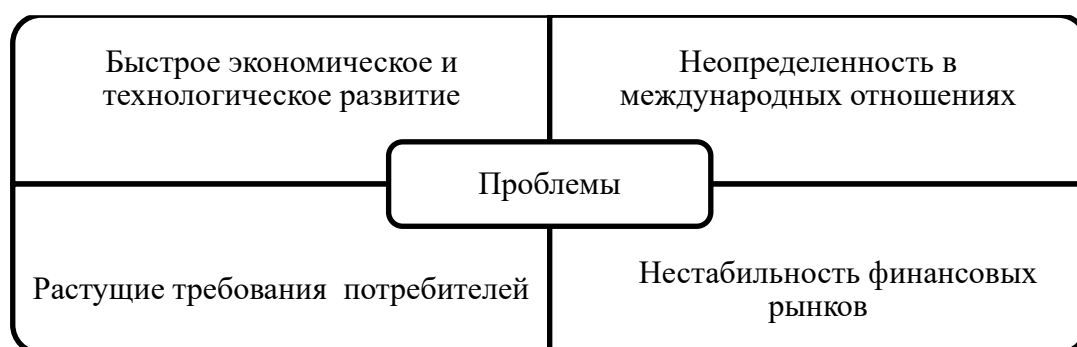 Быстрое экономическое и
технологическое развитие
Неопределенность в
международных отношениях
Проблемы
Растущие требования  потребителей
Нестабильность финансовых
рынков